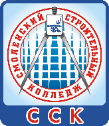 СМОЛЕНСКИЙ СТРОИТЕЛЬНЫЙ
КОЛЛЕДЖ
ССК